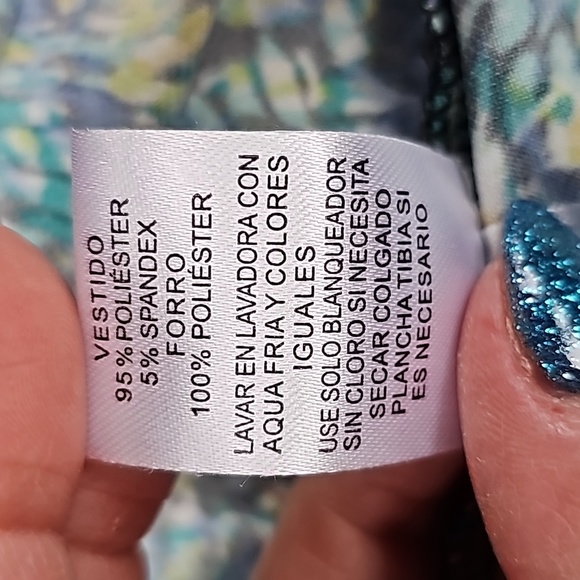 VESTIDO
95%POLIÉSTER
5% SPANDEX
FORRO
100% POLIÉSTER
LAVAR EN LAVADORA CON
AQUA FRIA Y COLORES
IGUALES
USE SOLO BLANQUEADOR
SIN CLORO SI NECESITA
SECAR COLGADO
PLANCHA TIBIA SI
ES NECESARIO